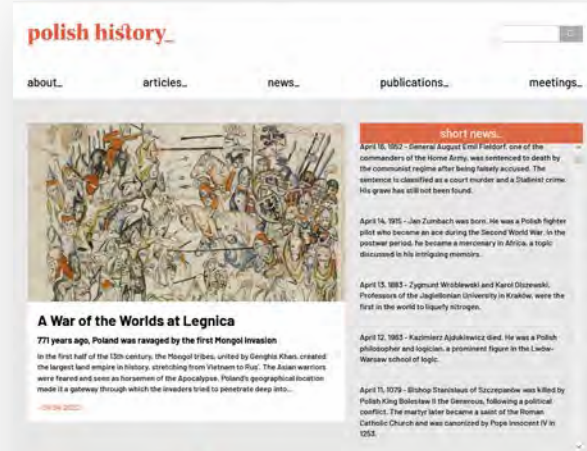 polish history_
about_
articles_
news_
publications_
meetings_
A War of the Worlds at Legnica
771 years ago, Poland was ravaged by the first Mongol invasion
In the first half of the 13th century, the Mongol tribes, united by Genghis Khan, created
the largest land empire in history, stretching from Vietnam to Rus'. The Asian warriors
were feared and seen as horsemen of the Apocalypse. Poland's geographical location
made it a gateway through which the invaders tried to penetrate deep into...
short news_
April 16, 1952 - General August Emil Fieldorf, one of the
commanders of the Home Army, was sentenced to death by
the communist regime after being falsely accused. The
sentence is classified as a court murder and a Stalinist crime.
His grave has still not been found.
April 14, 1915 - Jan Zumbach was born. He was a Polish fighter
pilot who became an ace during the Second World War. In the
postwar period, he became a mercenary in Africa, a topic
discussed in his intriguing memoirs.
April 13, 1883 - Zygmunt Wróblewski and Karol Olszewski,
Professors of the Jagiellonian University in Kraków, were the
first in the world to liquefy nitrogen.
April 12, 1963 - Kazimierz Ajdukiewicz died. He was a Polish
philosopher and logician, a prominent figure in the Lwów-
Warsaw school of logic.
April 11, 1079 - Bishop Stanislaus of Szczepanów was killed by
Polish King Bolesław II the Generous, following a political
conflict. The martyr later became a saint of the Roman
Catholic Church and was canonized by Pope Innocent IV in
1253.